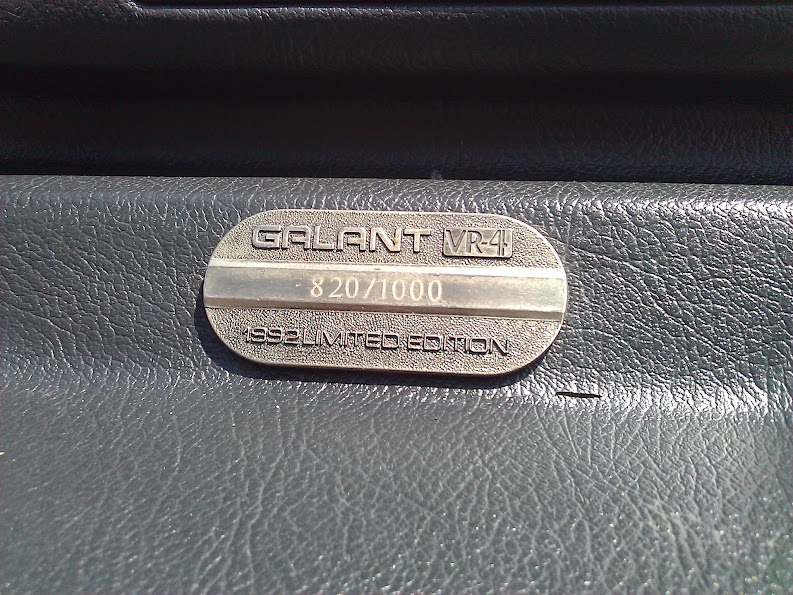 GALANT VR-4
820/1000
1992 LIMITED EDITION